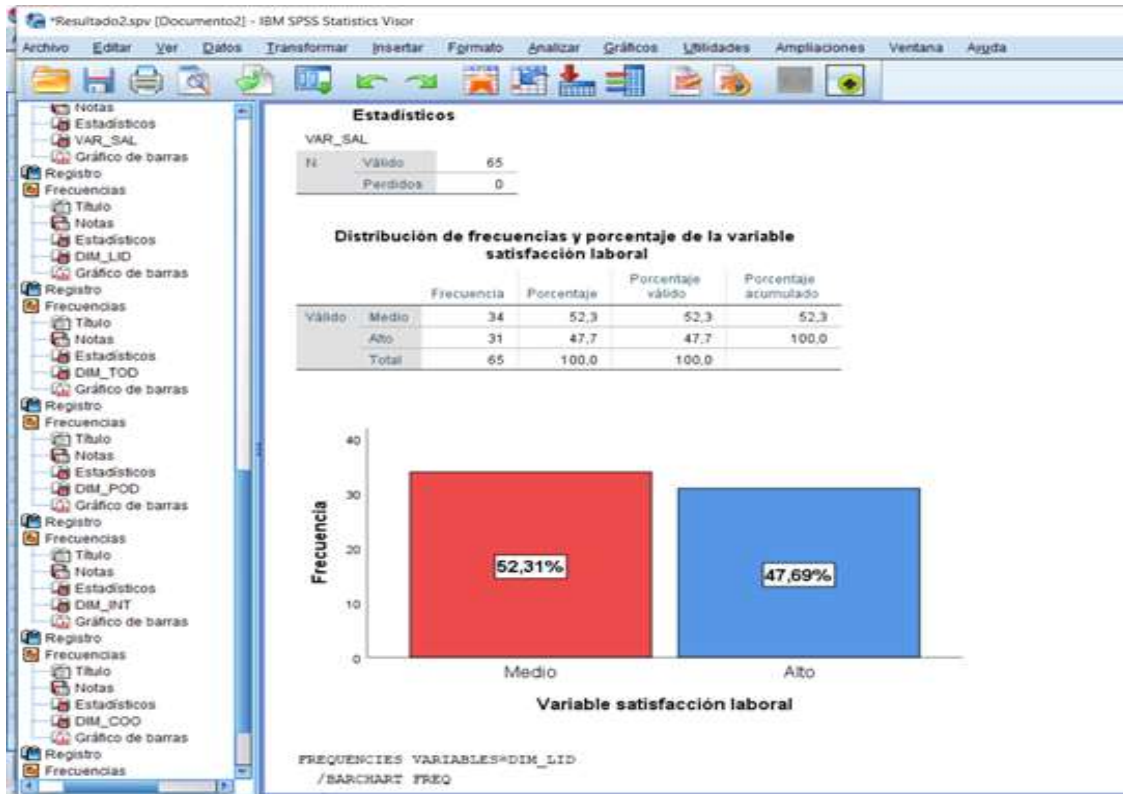 *Resultado2.spv [Documento2] - IBM SPSS Statistics Visor
Archivo Editar Ver Datos Transformar Insertar Formato Analizar Gráficos Utilidades Ampliaciones Ventana Ayuda
Notas
Estadísticos
VAR_SAL
Gráfico de barras
Registro
Frecuencias
Título
Notas
Estadísticos
DIM_LID
Gráfico de barras
Registro
Frecuencias
Título
Notas
Estadísticos
DIM_TOD
Gráfico de barras
Registro
Frecuencias
Título
Notas
Estadísticos
DIM_POD
Gráfico de barras
Registro
Frecuencias
Título
Notas
Estadísticos
DIM_INT
Gráfico de barras
Registro
Frecuencias
Título
Notas
Estadísticos
DIM_COO
Gráfico de barras
Registro
Frecuencias
Estadísticos
VAR_SAL
N Válido 65
Perdidos 0
Distribución de frecuencias y porcentaje de la variable
satisfacción laboral
Frecuencia Porcentaje Porcentaje válido Porcentaje acumulado
Válido Medio 34 52,3 52,3 52,3
Alto 31 47,7 47,7 100,0
Total 65 100,0 100,0
Frecuencia
40
30
20
10
0
52,31%
47,69%
Medio Alto
Variable satisfacción laboral
FREQUENCIES VARIABLES=DIM_LID
/BARCHART FREQ